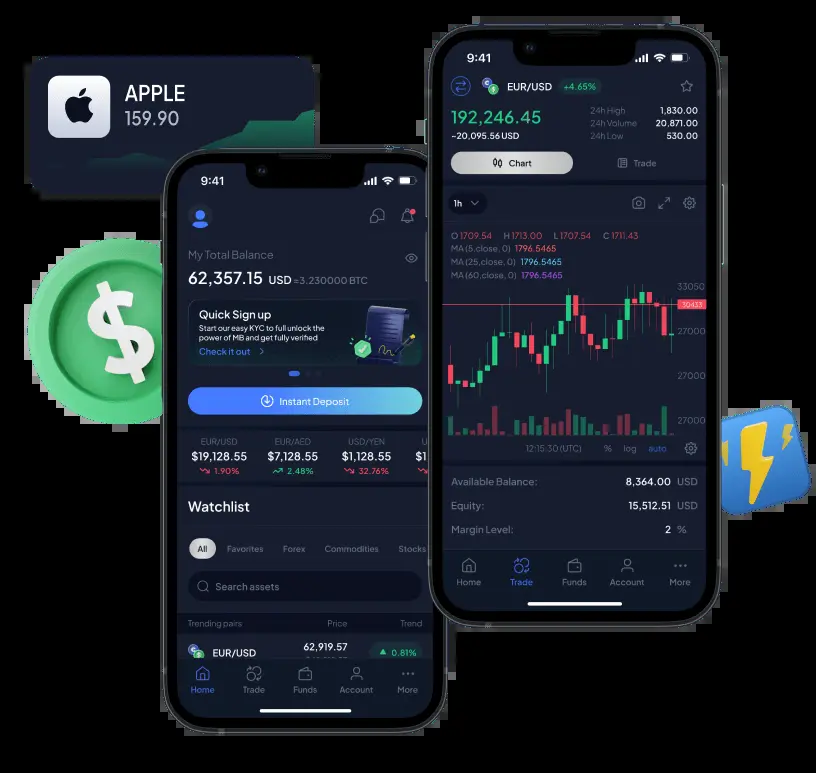 APPLE
159.90
9:41
My Total Balance
62,357.15 USD ≈3.230000 BTC
Quick Sign up
Start our easy KYC to full unlock the
power of MB and get fully verified
Check it out >
Instant Deposit
EUR/USD EUR/AED USD/YEN U
$19,128.55 $7,128.55 $1,128.55 $1
1.90% 2.48% 32.76%
Watchlist
All Favorites Forex Commodities Stocks
Search assets
Trending pairs Price Trend
EUR/USD 62,919.57 0.81%
Home Trade Funds Account More
9:41
EUR/USD +4.65%
192,246.45
~20,095.56USD
24h High 1,830.00
24h Volume 20,871.00
24h Low 530.00
Chart Trade
1h
O 1709.54 H 1713.00 L 1707.54 C 1711.43
MA (5,close, 0) 1796.5465
MA (25,close, 0) 1796.5465
MA (60,close, 0) 1796.5465
33050
30433
27000
27000
27000
12:15:30 (UTC) % log auto
Available Balance: 8,364.00 USD
Equity: 15,512.51 USD
Margin Level: 2 %
Home Trade Funds Account More